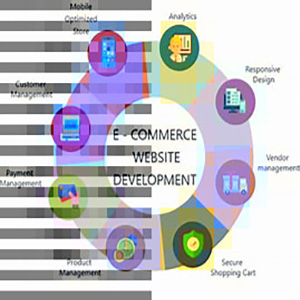 Mobile
Optimized
Store
Analytics
Responsive
Design
Customer
Management
E - COMMERCE
WEBSITE
DEVELOPMENT
Vendor
management
Payment
Management
Product
Management
Secure
Shopping Cart